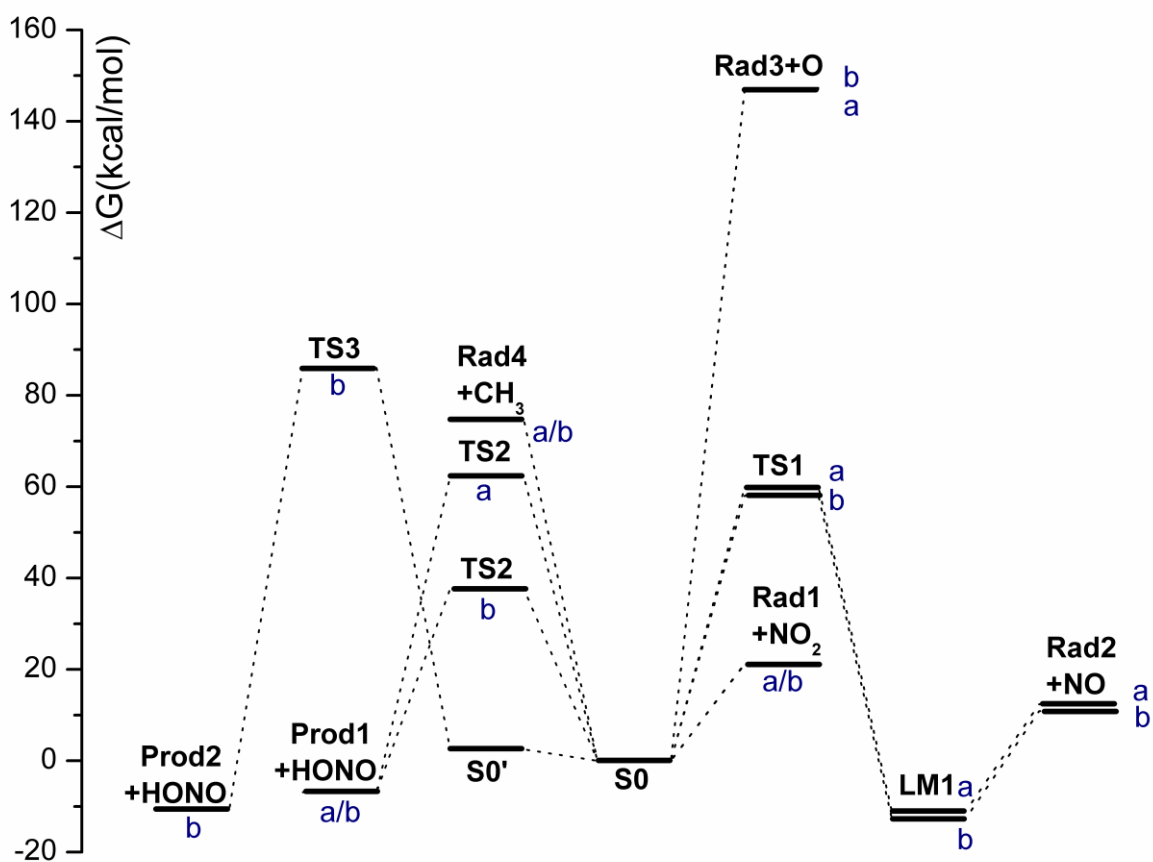 160
140
120
100
80
60
40
20
0
-20
ΔG(kcal/mol)
Rad3+O
b
a
TS3
b
Rad4
+CH3
a/b
TS2
a
TS2
b
TS1
a
b
Rad1
+NO2
a/b
Rad2
+NO
a
b
Prod2
+HONO
b
Prod1
+HONO
a/b
S0'
S0
LM1
a
b